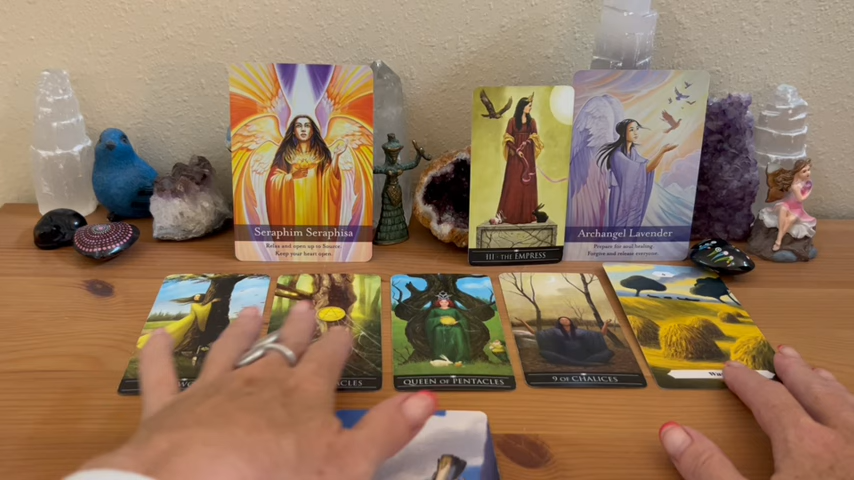 Seraphim Seraphisa
Relax and open up to Source.
Keep your heart open.
III - THE EMPRESS
Archangel Lavender
Prepare for soul healing.
Forgive and release everyone.
QUEEN OF PENTACLES
9 OF CHALICES